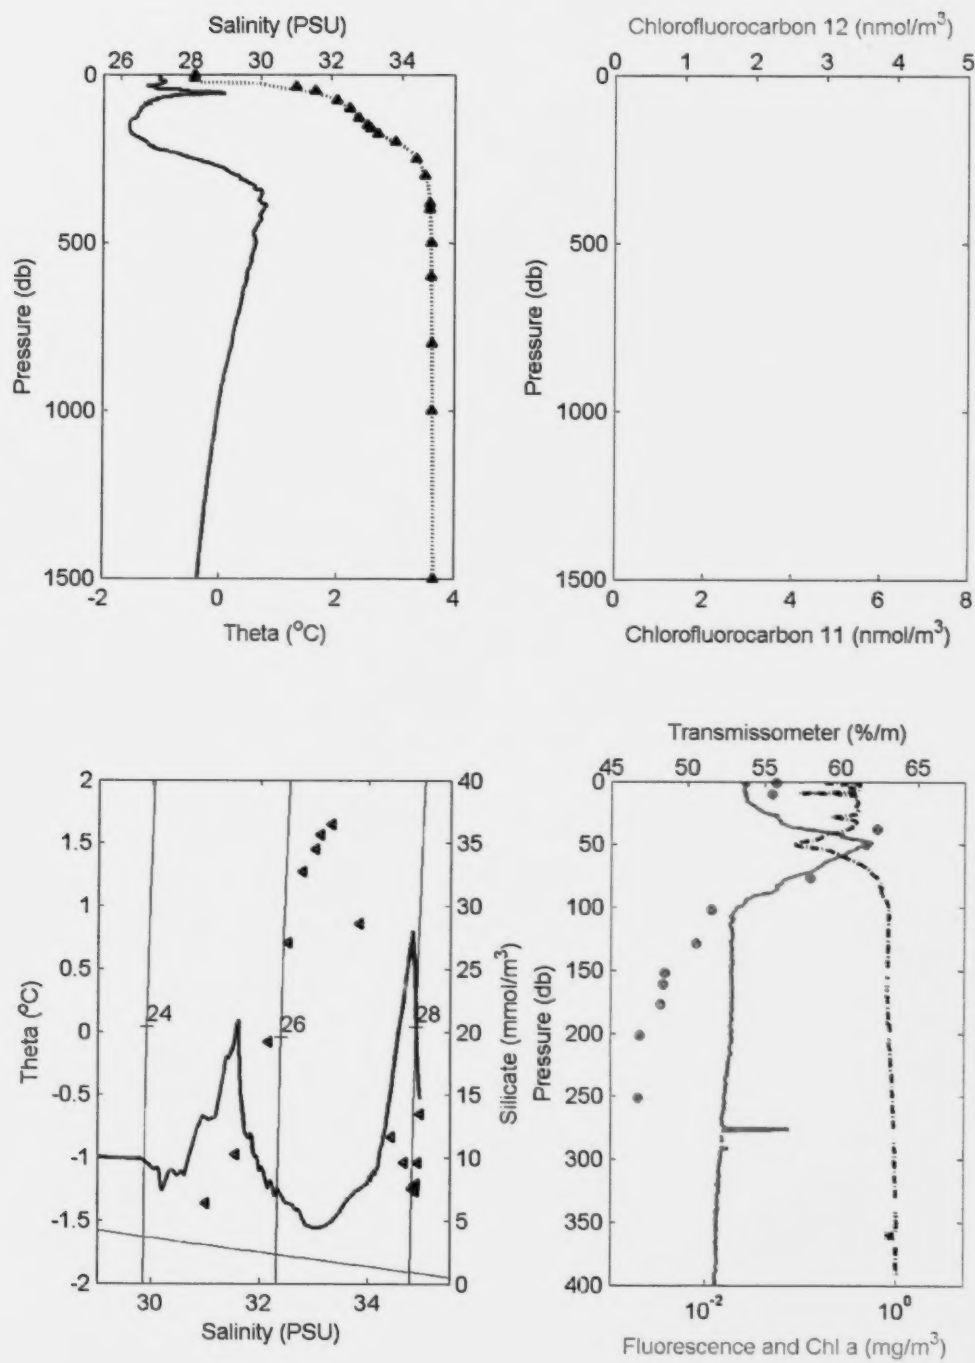 Salinity (PSU)
26 28 30 32 34
0
500
1000
1500
Pressure (db)
-2 0 2 4
Theta (°C)
Chlorofluorocarbon 12 (nmol/m³)
0 1 2 3 4 5
0
500
1000
1500
Pressure (db)
0 2 4 6 8
Chlorofluorocarbon 11 (nmol/m³)
2
1.5
1
0.5
0
-0.5
-1
-1.5
-2
Theta (°C)
24
26
28
40
35
30
25
20
15
10
5
0
Silicate (mmol/m³)
30 32 34
Salinity (PSU)
Transmissometer (%/m)
45 50 55 60 65
0
50
100
150
200
250
300
350
400
Pressure (db)
10⁻² 10⁰
Fluorescence and Chl a (mg/m³)